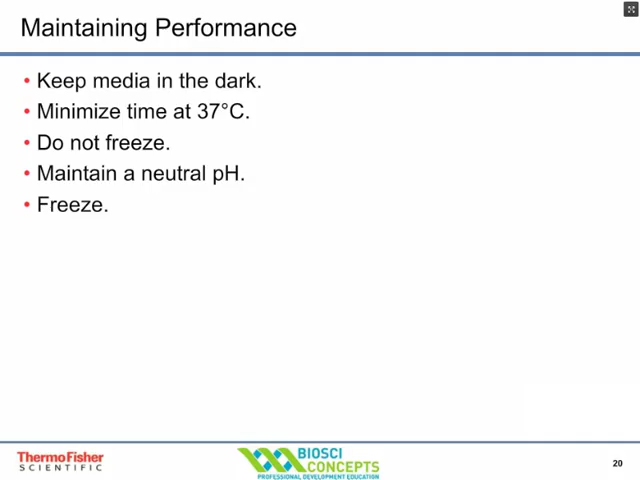 Maintaining Performance
• Keep media in the dark.
• Minimize time at 37°C.
• Do not freeze.
• Maintain a neutral pH.
• Freeze.
ThermoFisher
SCIENTIFIC
BIOSCI
CONCEPTS
PROFESSIONAL DEVELOPMENT EDUCATION
20